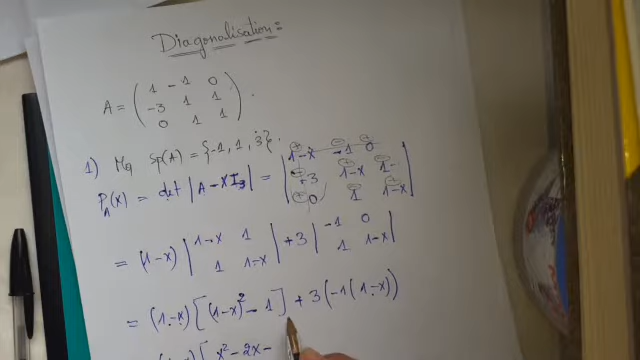 Diagonalisation:
A = ( 1 -1 0
-3 1 1
0 1 1 ).
1) Mq Sp(A) = {-1, 1, 3}.
P_A(X) = det |A - XI_3| = | 1-X -1 0
-3 1-X 1
0 1 1-X |
= (1-X) | 1-X 1
1 1-X | + 3 | -1 0
1 1-X |
= (1-X) [(1-X)² - 1] + 3(-1(1-X))
[ X² - 2X -